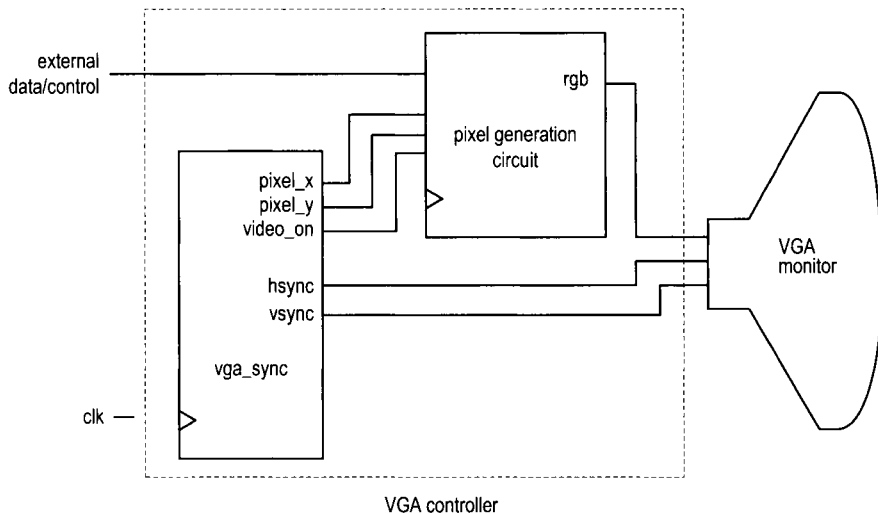 external
data/control
rgb
pixel generation
circuit
pixel_x
pixel_y
video_on
hsync
vsync
vga_sync
clk
VGA
monitor
VGA controller